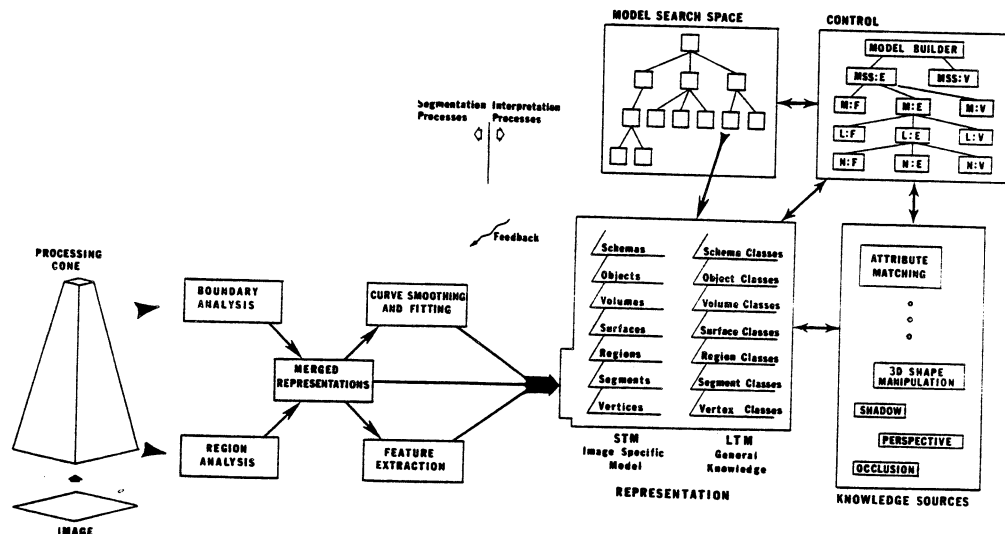 MODEL SEARCH SPACE
CONTROL
MODEL BUILDER
MSS:E
MSS:V
M:F
M:E
M:V
L:F
L:E
L:V
N:F
N:E
N:V
Segmentation
Processes
Interpretation
Processes
Feedback
PROCESSING
CONE
IMAGE
BOUNDARY
ANALYSIS
REGION
ANALYSIS
MERGED
REPRESENTATIONS
CURVE SMOOTHING
AND FITTING
FEATURE
EXTRACTION
Schemas
Objects
Volumes
Surfaces
Regions
Segments
Vertices
STM
Image Specific
Model
Schema Classes
Object Classes
Volume Classes
Surface Classes
Region Classes
Segment Classes
Vertex Classes
LTM
General
Knowledge
REPRESENTATION
ATTRIBUTE
MATCHING
3D SHAPE
MANIPULATION
SHADOW
PERSPECTIVE
OCCLUSION
KNOWLEDGE SOURCES